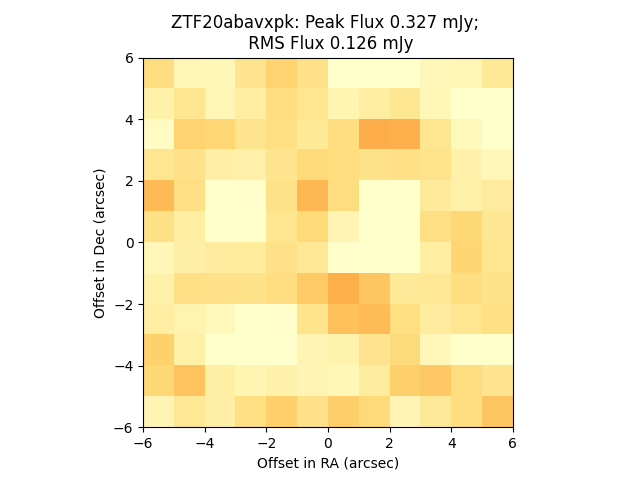 ZTF20abavxpk: Peak Flux 0.327 mJy;
RMS Flux 0.126 mJy
6
4
2
0
−2
−4
−6
Offset in Dec (arcsec)
−6 −4 −2 0 2 4 6
Offset in RA (arcsec)